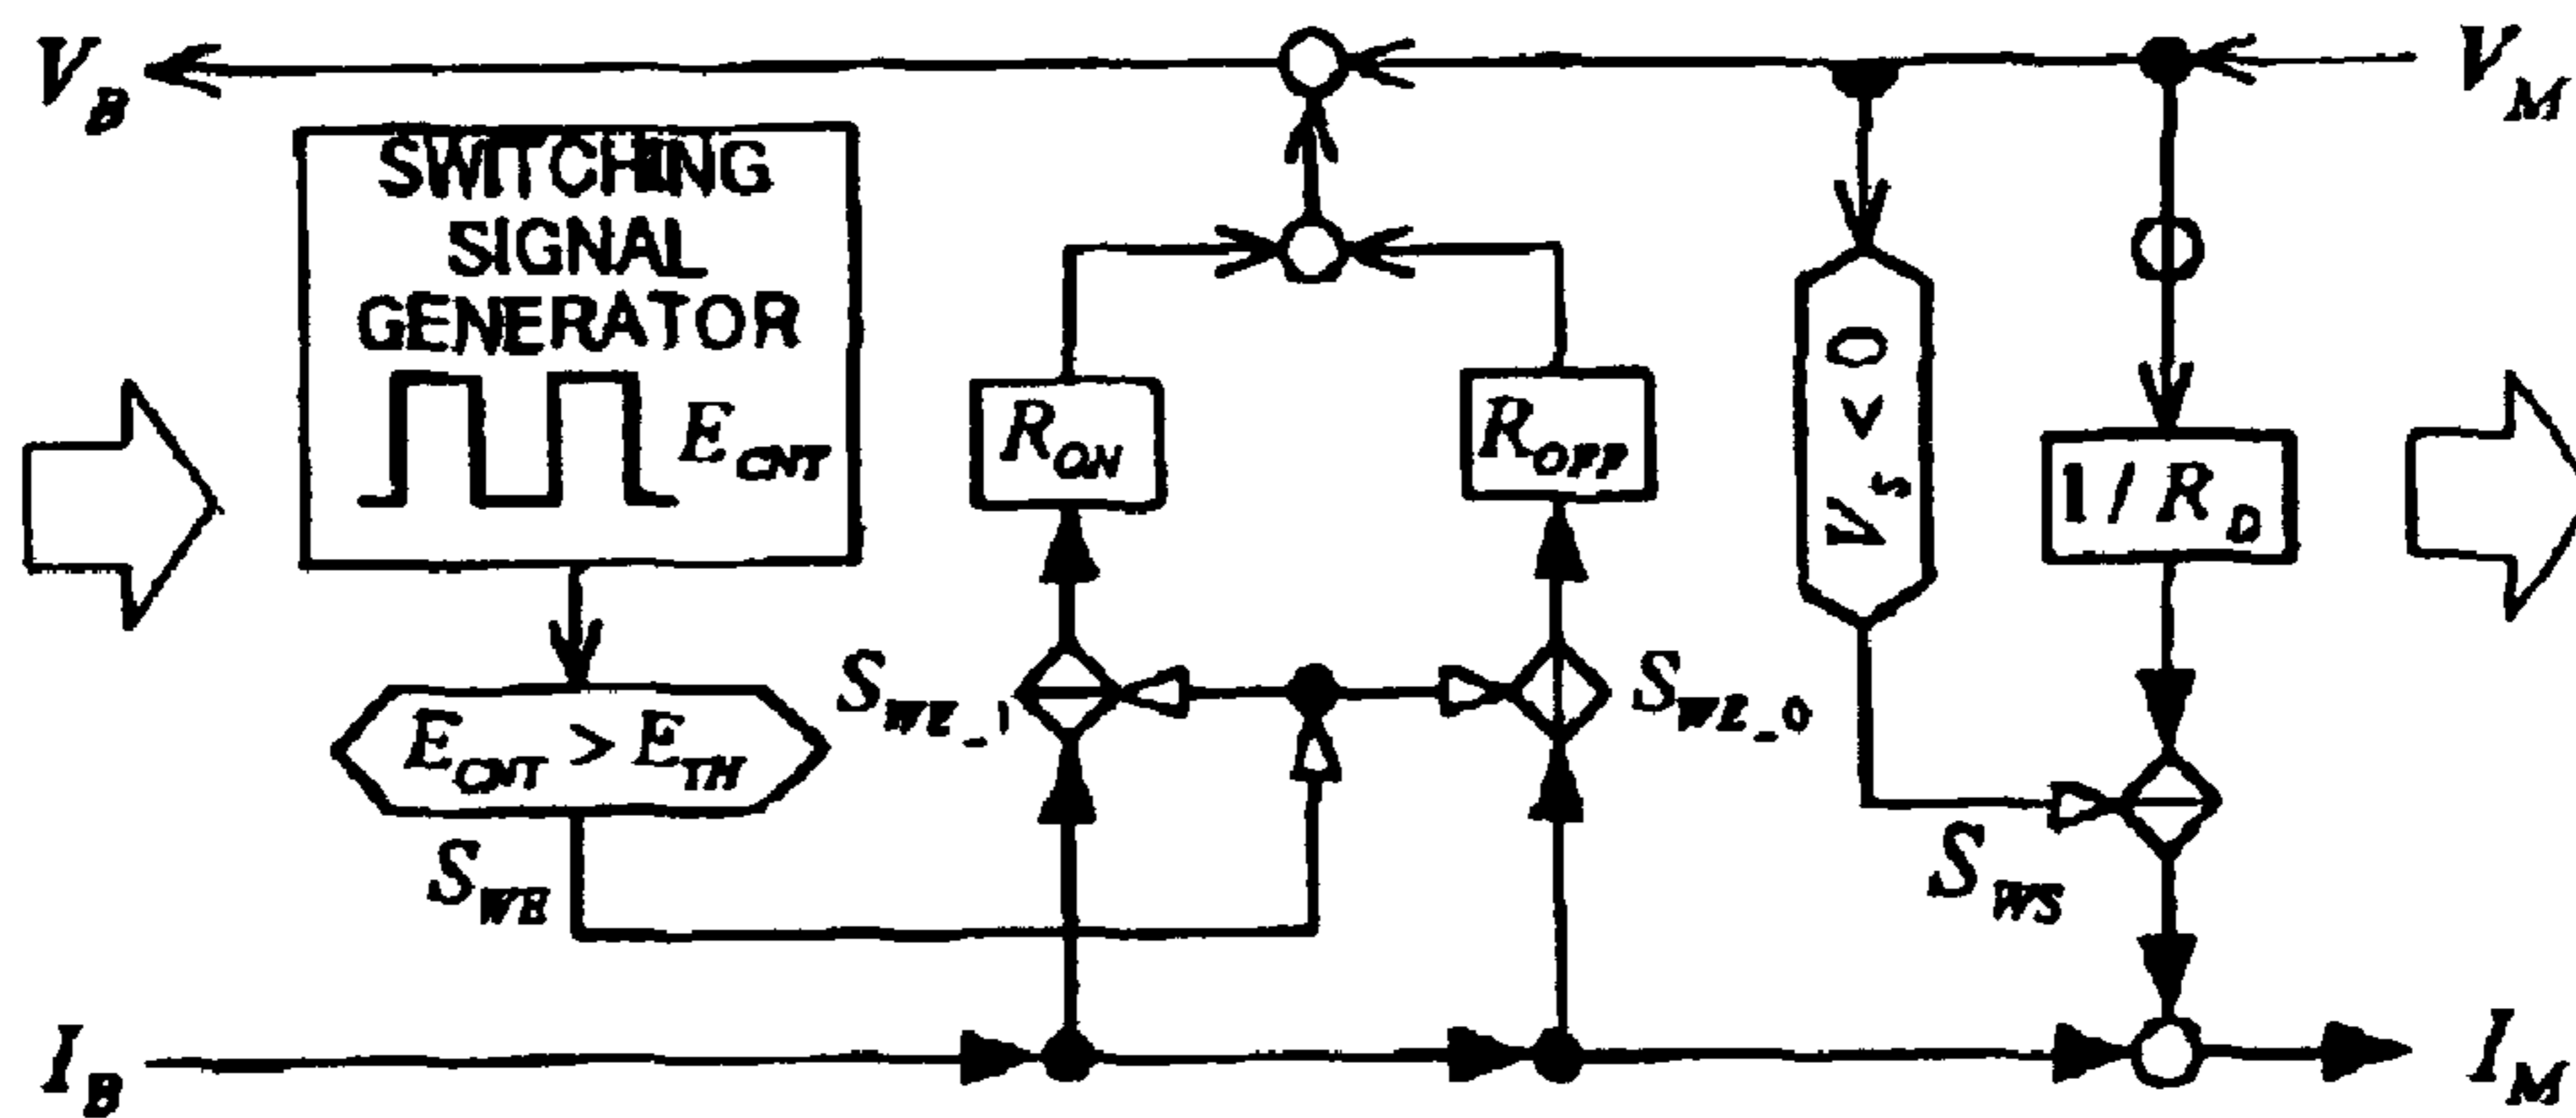 V_B
V_M
SWITCHING
SIGNAL
GENERATOR
E_CNT
R_ON
R_OFF
V_s < 0
1 / R_D
E_CNT > E_TH
S_WE_1
S_WE_0
S_WE
S_WS
I_B
I_M